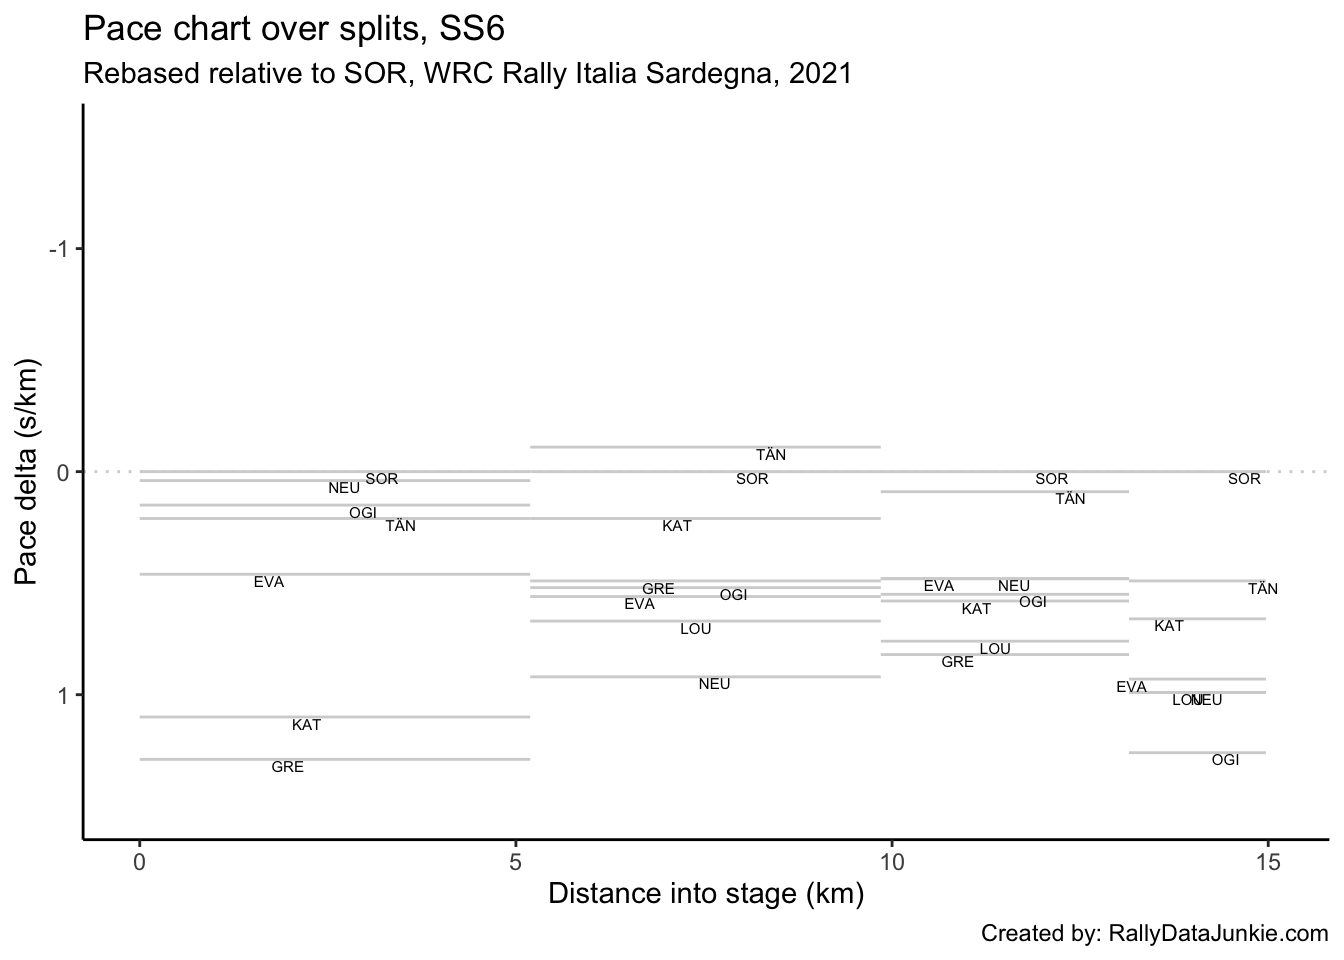 Pace chart over splits, SS6
Rebased relative to SOR, WRC Rally Italia Sardegna, 2021
Pace delta (s/km)
-1
0
1
TÄN
SOR SOR SOR SOR
NEU
TÄN
OGI
TÄN KAT
EVA
GRE OGI
EVA
LOU
NEU
EVA NEU
KAT OGI
LOU
GRE
TÄN
KAT
EVA
LOU NEU
OGI
KAT
GRE
0 5 10 15
Distance into stage (km)
Created by: RallyDataJunkie.com